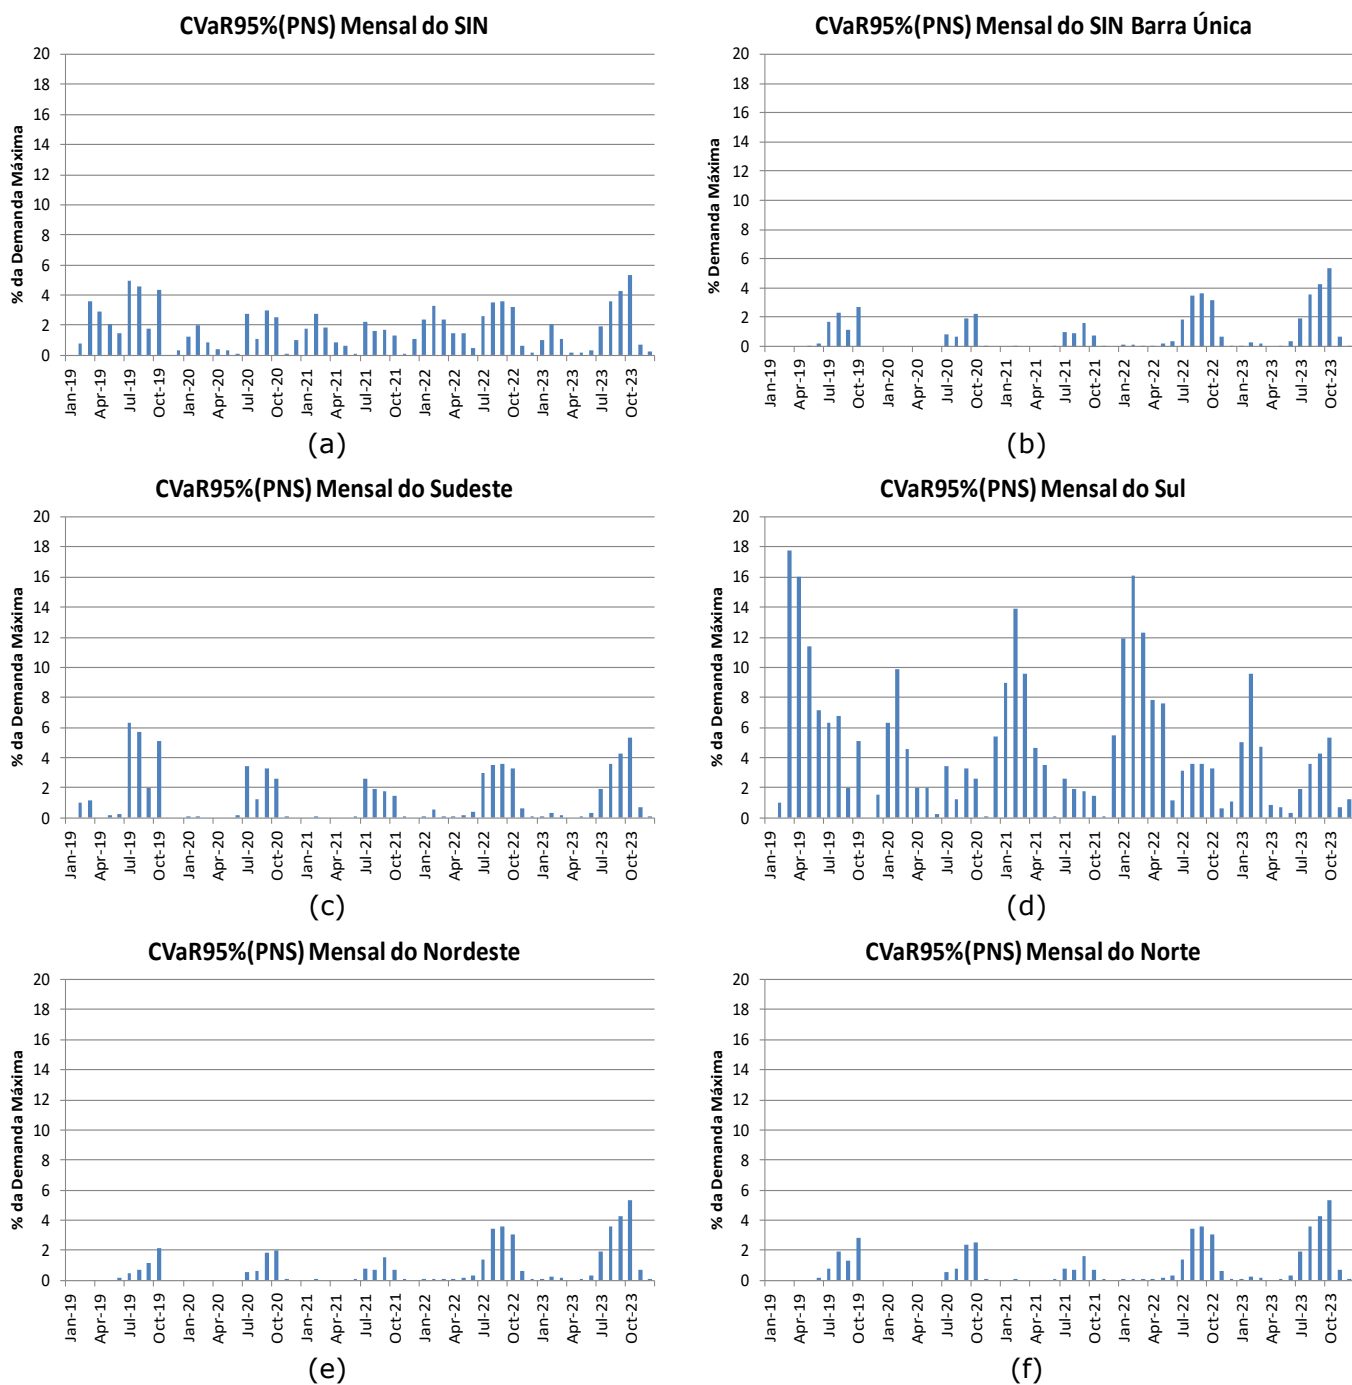 CVaR95%(PNS) Mensal do SIN
% da Demanda Máxima
20
18
16
14
12
10
8
6
4
2
0
Jan-19 Apr-19 Jul-19 Oct-19 Jan-20 Apr-20 Jul-20 Oct-20 Jan-21 Apr-21 Jul-21 Oct-21 Jan-22 Apr-22 Jul-22 Oct-22 Jan-23 Apr-23 Jul-23 Oct-23
(a)
CVaR95%(PNS) Mensal do SIN Barra Única
% Demanda Máxima
20
18
16
14
12
10
8
6
4
2
0
Jan-19 Apr-19 Jul-19 Oct-19 Jan-20 Apr-20 Jul-20 Oct-20 Jan-21 Apr-21 Jul-21 Oct-21 Jan-22 Apr-22 Jul-22 Oct-22 Jan-23 Apr-23 Jul-23 Oct-23
(b)
CVaR95%(PNS) Mensal do Sudeste
% da Demanda Máxima
20
18
16
14
12
10
8
6
4
2
0
Jan-19 Apr-19 Jul-19 Oct-19 Jan-20 Apr-20 Jul-20 Oct-20 Jan-21 Apr-21 Jul-21 Oct-21 Jan-22 Apr-22 Jul-22 Oct-22 Jan-23 Apr-23 Jul-23 Oct-23
(c)
CVaR95%(PNS) Mensal do Sul
% da Demanda Máxima
20
18
16
14
12
10
8
6
4
2
0
Jan-19 Apr-19 Jul-19 Oct-19 Jan-20 Apr-20 Jul-20 Oct-20 Jan-21 Apr-21 Jul-21 Oct-21 Jan-22 Apr-22 Jul-22 Oct-22 Jan-23 Apr-23 Jul-23 Oct-23
(d)
CVaR95%(PNS) Mensal do Nordeste
% da Demanda Máxima
20
18
16
14
12
10
8
6
4
2
0
Jan-19 Apr-19 Jul-19 Oct-19 Jan-20 Apr-20 Jul-20 Oct-20 Jan-21 Apr-21 Jul-21 Oct-21 Jan-22 Apr-22 Jul-22 Oct-22 Jan-23 Apr-23 Jul-23 Oct-23
(e)
CVaR95%(PNS) Mensal do Norte
% da Demanda Máxima
20
18
16
14
12
10
8
6
4
2
0
Jan-19 Apr-19 Jul-19 Oct-19 Jan-20 Apr-20 Jul-20 Oct-20 Jan-21 Apr-21 Jul-21 Oct-21 Jan-22 Apr-22 Jul-22 Oct-22 Jan-23 Apr-23 Jul-23 Oct-23
(f)